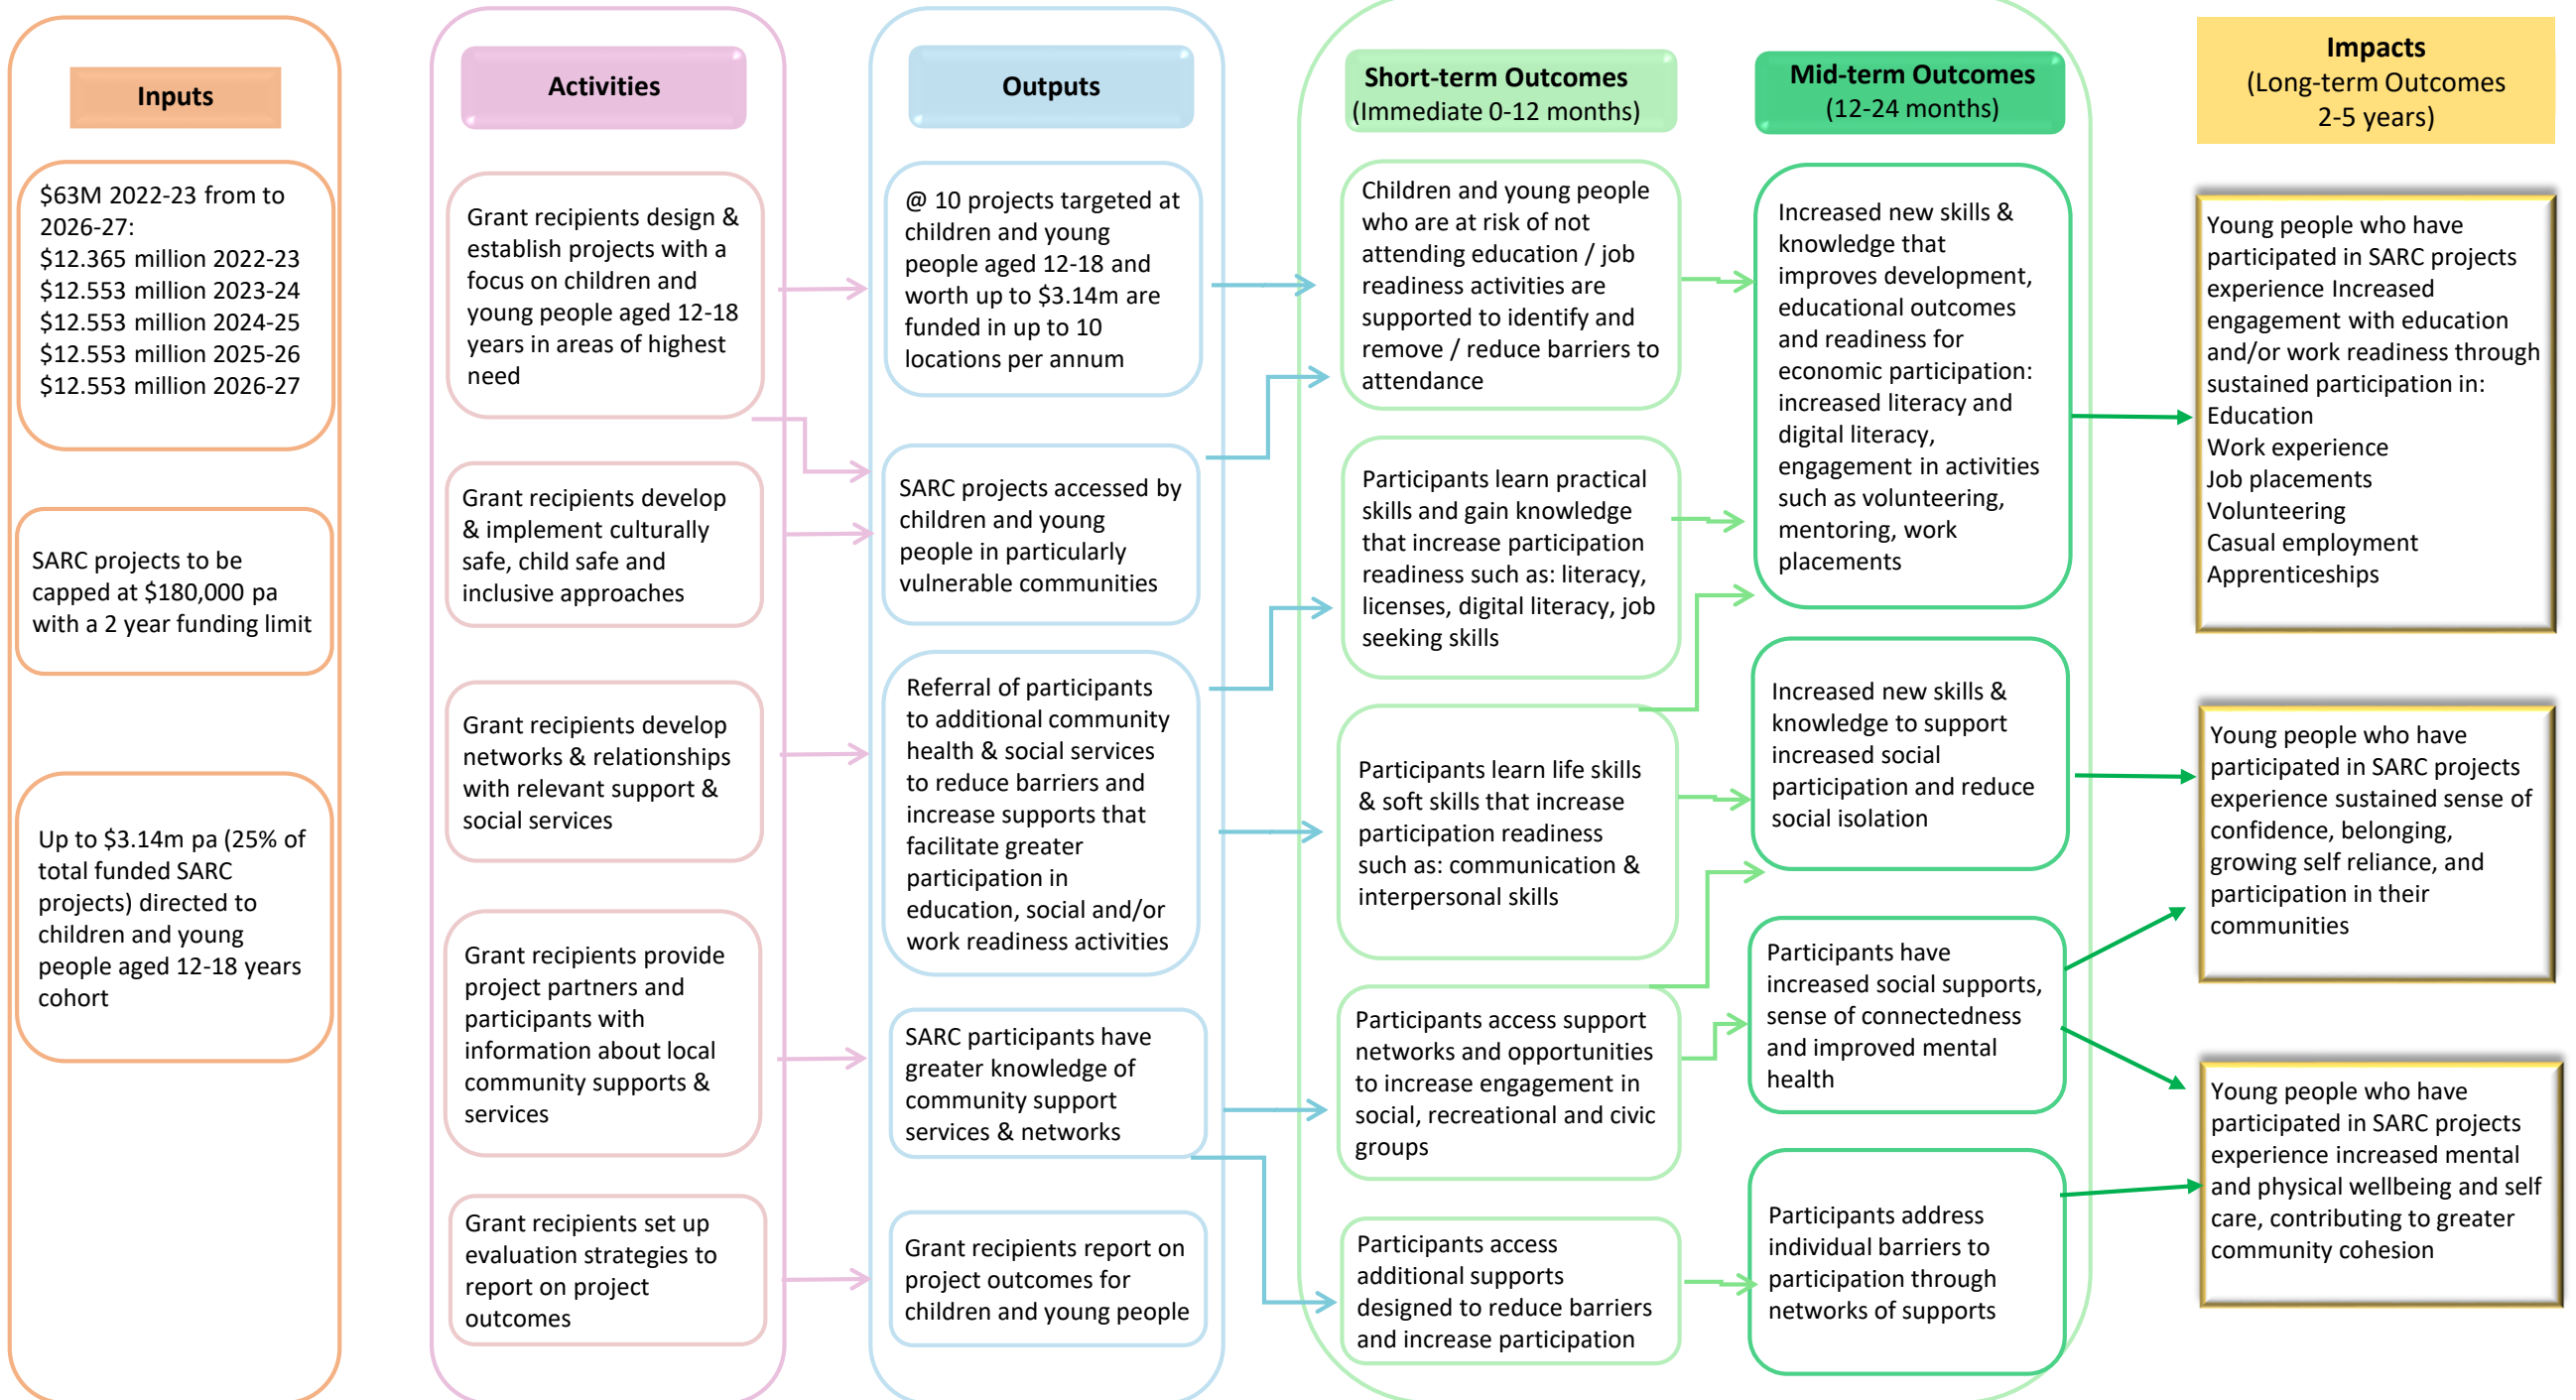 Inputs
$63M 2022-23 from to
2026-27:
$12.365 million 2022-23
$12.553 million 2023-24
$12.553 million 2024-25
$12.553 million 2025-26
$12.553 million 2026-27
SARC projects to be
capped at $180,000 pa
with a 2 year funding limit
Up to $3.14m pa (25% of
total funded SARC
projects) directed to
children and young
people aged 12-18 years
cohort
Activities
Grant recipients design &
establish projects with a
focus on children and
young people aged 12-18
years in areas of highest
need
Grant recipients develop
& implement culturally
safe, child safe and
inclusive approaches
Grant recipients develop
networks & relationships
with relevant support &
social services
Grant recipients provide
project partners and
participants with
information about local
community supports &
services
Grant recipients set up
evaluation strategies to
report on project
outcomes
Outputs
@ 10 projects targeted at
children and young
people aged 12-18 and
worth up to $3.14m are
funded in up to 10
locations per annum
SARC projects accessed by
children and young
people in particularly
vulnerable communities
Referral of participants
to additional community
health & social services
to reduce barriers and
increase supports that
facilitate greater
participation in
education, social and/or
work readiness activities
SARC participants have
greater knowledge of
community support
services & networks
Grant recipients report on
project outcomes for
children and young people
Short-term Outcomes
(Immediate 0-12 months)
Children and young people
who are at risk of not
attending education / job
readiness activities are
supported to identify and
remove / reduce barriers to
attendance
Participants learn practical
skills and gain knowledge
that increase participation
readiness such as: literacy,
licenses, digital literacy, job
seeking skills
Participants learn life skills
& soft skills that increase
participation readiness
such as: communication &
interpersonal skills
Participants access support
networks and opportunities
to increase engagement in
social, recreational and civic
groups
Participants access
additional supports
designed to reduce barriers
and increase participation
Mid-term Outcomes
(12-24 months)
Increased new skills &
knowledge that
improves development,
educational outcomes
and readiness for
economic participation:
increased literacy and
digital literacy,
engagement in activities
such as volunteering,
mentoring, work
placements
Increased new skills &
knowledge to support
increased social
participation and reduce
social isolation
Participants have
increased social supports,
sense of connectedness
and improved mental
health
Participants address
individual barriers to
participation through
networks of supports
Impacts
(Long-term Outcomes
2-5 years)
Young people who have
participated in SARC projects
experience Increased
engagement with education
and/or work readiness through
sustained participation in:
Education
Work experience
Job placements
Volunteering
Casual employment
Apprenticeships
Young people who have
participated in SARC projects
experience sustained sense of
confidence, belonging,
growing self reliance, and
participation in their
communities
Young people who have
participated in SARC projects
experience increased mental
and physical wellbeing and self
care, contributing to greater
community cohesion